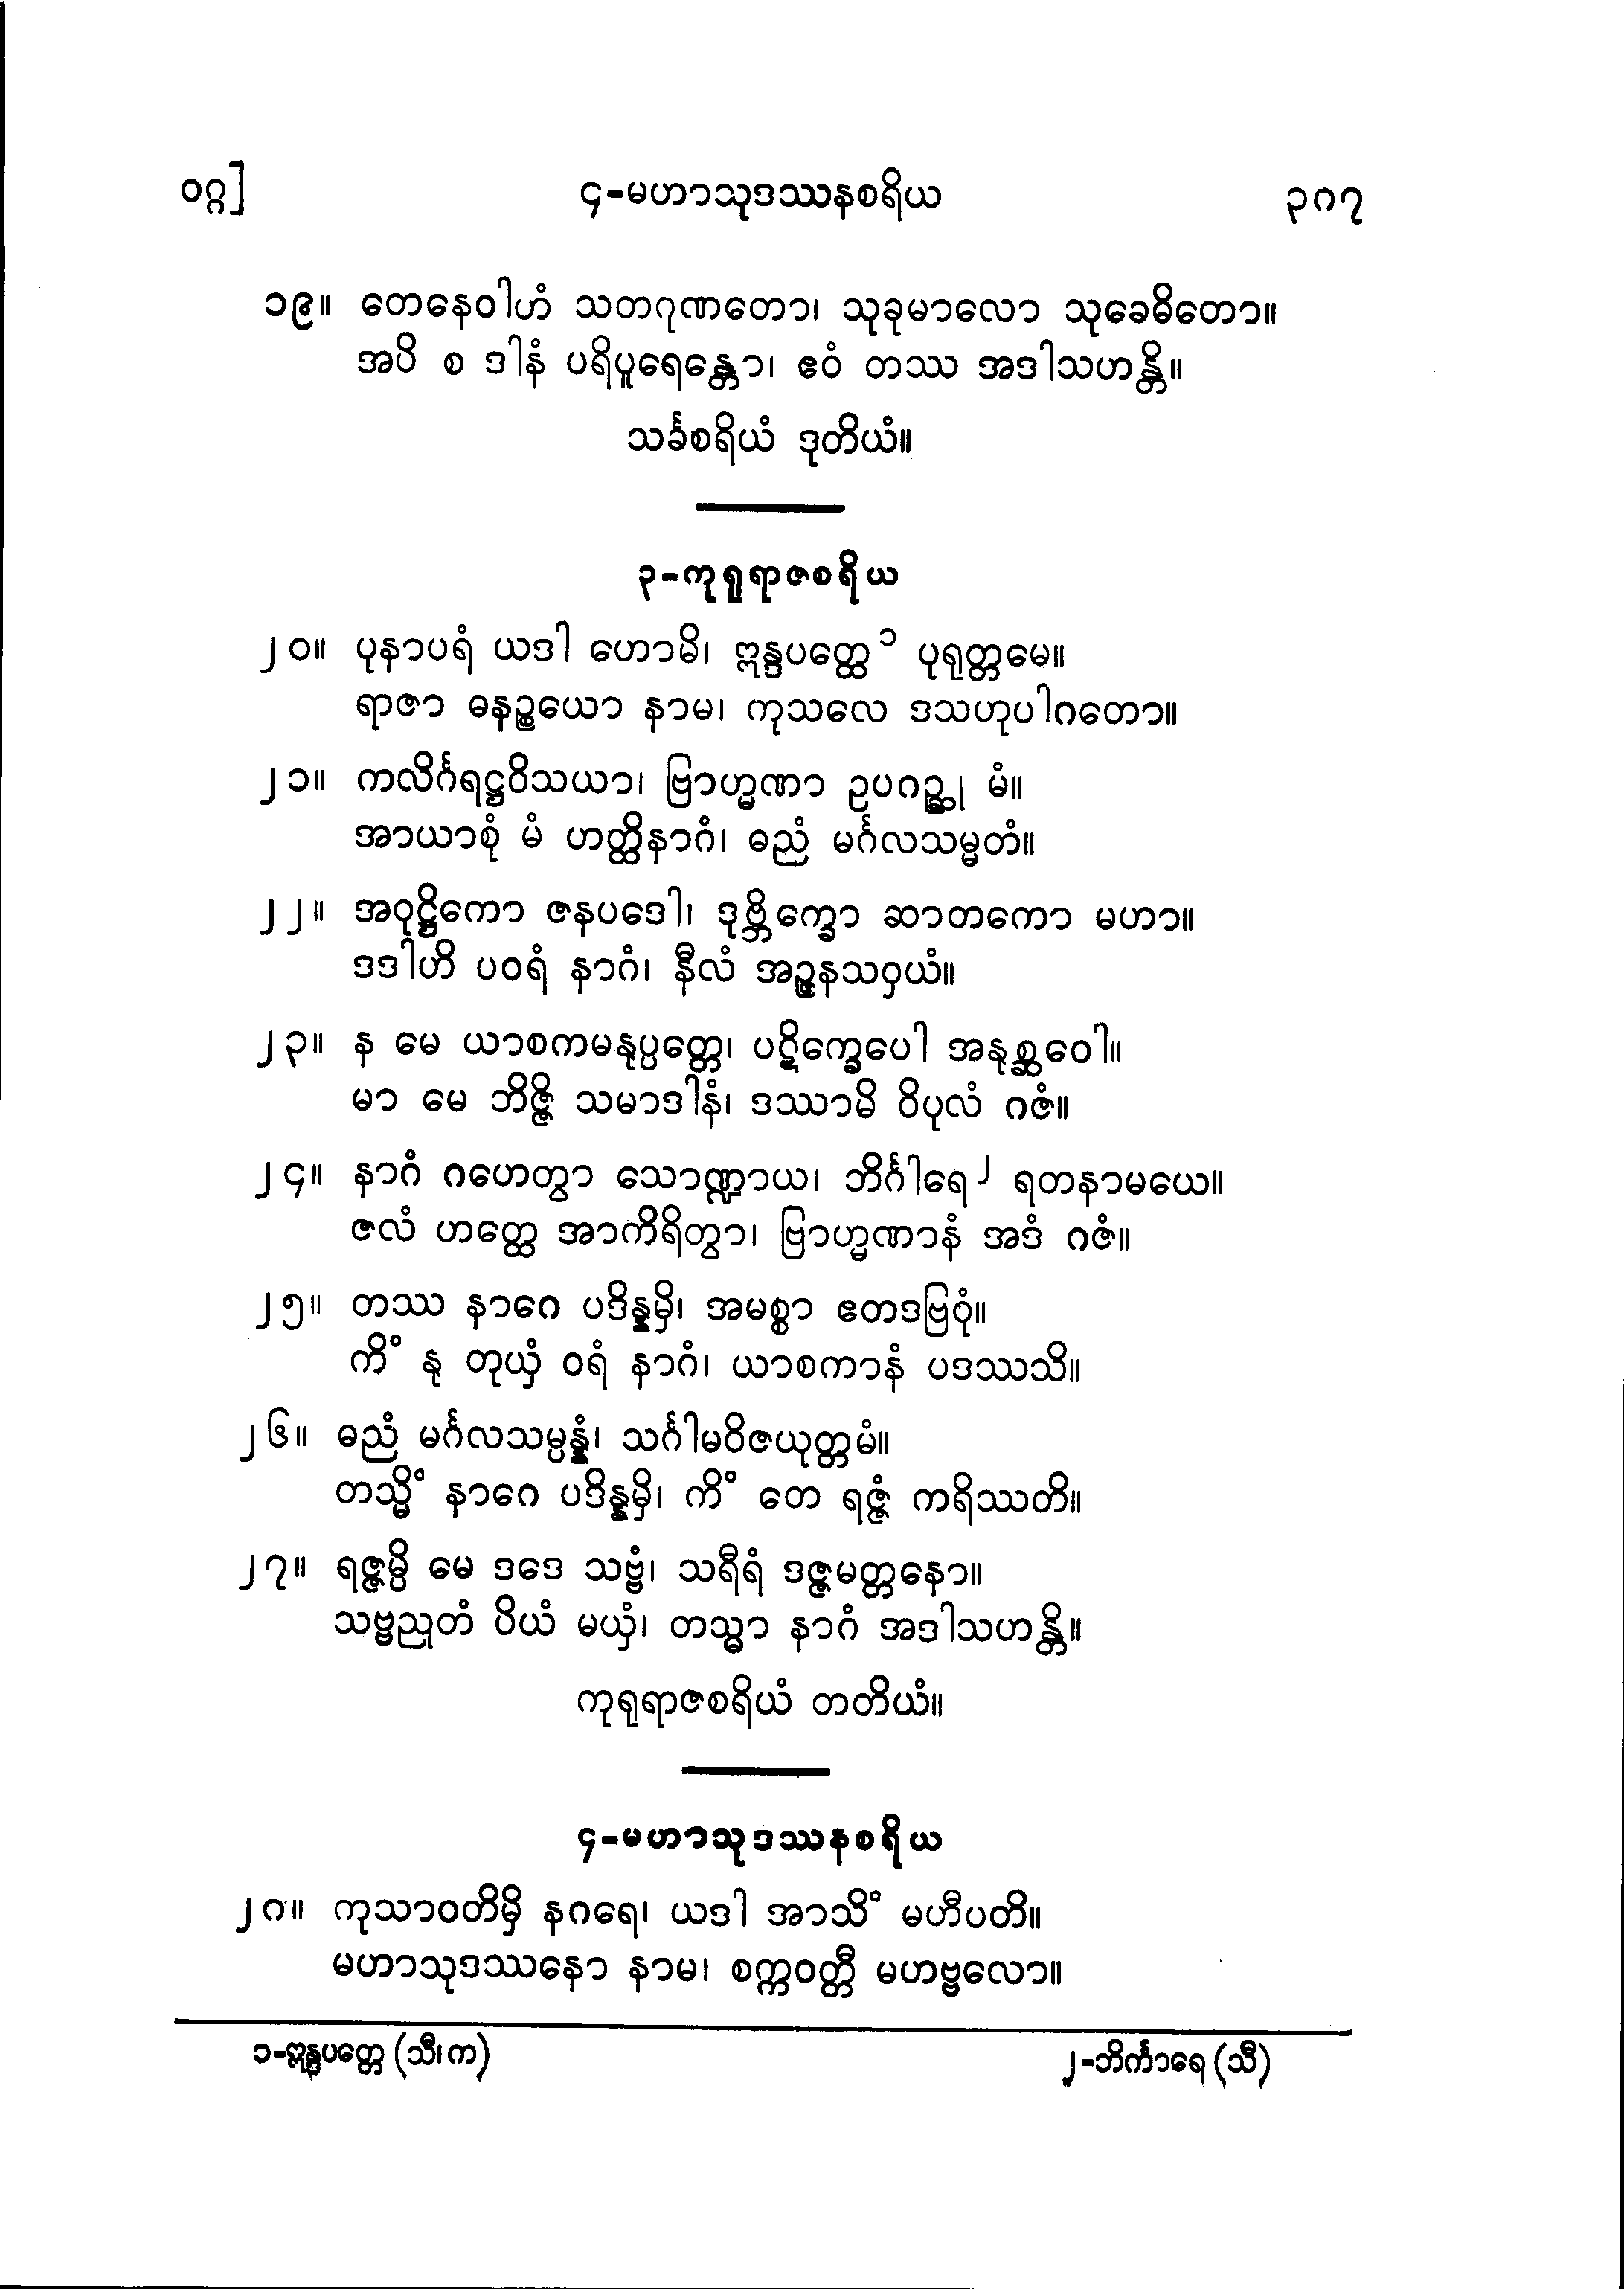 ဝဂ္ဂ]
၄-မဟာသုဒဿနစရိယ
၃၈၇
၁၉။ တေနေဝါဟံ သတဂုဏတော၊ သုခုမာလော သုခေဓိတော။
အပိ စ ဒါနံ ပရိပူရေန္တော၊ ဧဝံ တဿ အဒါသဟန္တိ။
သင်္ခစရိယံ ဒုတိယံ။
၃-ကုရုရာဇစရိယ
၂၀။ ပုနာပရံ ယဒါ ဟောမိ၊ ဣန္ဒပတ္ထေ ၁ ပုရုတ္တမေ။
ရာဇာ ဓနဉ္စယော နာမ၊ ကုသလေ ဒသဟုပါဂတော။
၂၁။ ကလိင်္ဂရဋ္ဌဝိသယာ၊ ဗြာဟ္မဏာ ဥပဂဉ္ဆု မံ။
အာယာစုံ မံ ဟတ္ထိနာဂံ၊ ဓညံ မင်္ဂလသမ္မတံ။
၂၂။ အဝုဋ္ဌိကော ဇနပဒေါ၊ ဒုဗ္ဘိက္ခော ဆာတကော မဟာ။
ဒဒါဟိ ပဝရံ နာဂံ၊ နီလံ အဉ္ဇနသဝှယံ။
၂၃။ န မေ ယာစကမနုပ္ပတ္တေ၊ ပဋိက္ခေပေါ အနုစ္ဆဝေါ။
မာ မေ ဘိဇ္ဇိ သမာဒါနံ၊ ဒဿာမိ ဝိပုလံ ဂဇံ။
၂၄။ နာဂံ ဂဟေတွာ သောဏ္ဍာယ၊ ဘိင်္ဂါရေ ၂ ရတနာမယေ။
ဇလံ ဟတ္ထေ အာကိရိတွာ၊ ဗြာဟ္မဏာနံ အဒံ ဂဇံ။
၂၅။ တဿ နာဂေ ပဒိန္နမှိ၊ အမစ္စာ ဧတဒဗြဝုံ။
ကိံ နု တုယှံ ဝရံ နာဂံ၊ ယာစကာနံ ပဒဿသိ။
၂၆။ ဓညံ မင်္ဂလသမ္ပန္နံ၊ သင်္ဂါမဝိဇယုတ္တမံ။
တသ္မိံ နာဂေ ပဒိန္နမှိ၊ ကိံ တေ ရဇ္ဇံ ကရိဿတိ။
၂၇။ ရဇ္ဇမ္ပိ မေ ဒဒေ သဗ္ဗံ၊ သရီရံ ဒဇ္ဇမတ္တနော။
သဗ္ဗညုတံ ပိယံ မယှံ၊ တသ္မာ နာဂံ အဒါသဟန္တိ။
ကုရုရာဇစရိယံ တတိယံ။
၄-မဟာသုဒဿနစရိယ
၂၈။ ကုသာဝတိမှိ နဂရေ၊ ယဒါ အာသိံ မဟီပတိ။
မဟာသုဒဿနော နာမ၊ စက္ကဝတ္တီ မဟဗ္ဗလော။
၁-ဣန္ဒပတ္တေ (သီ၊က)
၂-ဘိင်္ကာရေ (သီ)